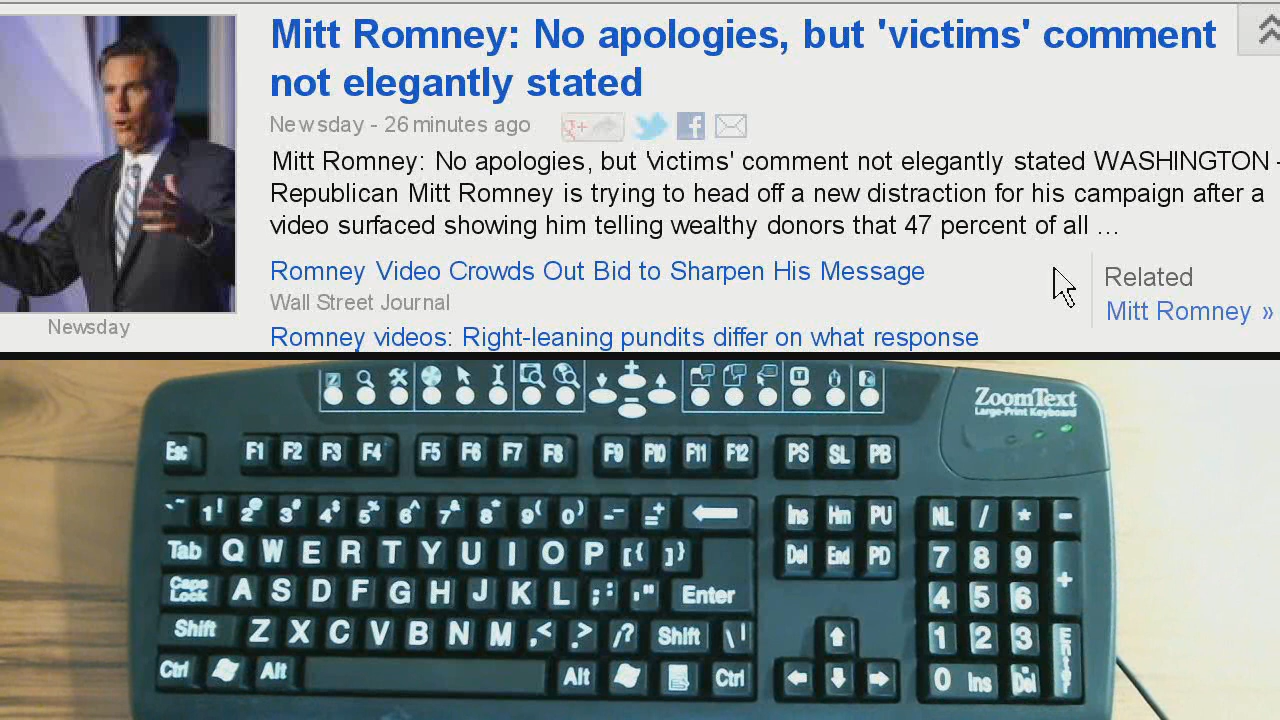 Mitt Romney: No apologies, but 'victims' comment
not elegantly stated
Newsday - 26 minutes ago
g+
f
Mitt Romney: No apologies, but 'victims' comment not elegantly stated WASHINGTON -
Republican Mitt Romney is trying to head off a new distraction for his campaign after a
video surfaced showing him telling wealthy donors that 47 percent of all ...
Romney Video Crowds Out Bid to Sharpen His Message
Related
Wall Street Journal
Mitt Romney »
Newsday
Romney videos: Right-leaning pundits differ on what response
ZoomText
Large-Print Keyboard
Esc F1 F2 F3 F4 F5 F6 F7 F8 F9 F10 F11 F12 PS SL PB
` ~ 1 ! 2 @ 3 # 4 $ 5 % 6 ^ 7 & 8 * 9 ( 0 ) - _ = + Ins Hm PU NL / * -
Tab Q W E R T Y U I O P [ { ] } Del End PD 7 8 9 +
Caps Lock A S D F G H J K L ; : ' " Enter 4 5 6
Shift Z X C V B N M , < . > / ? Shift \ | 1 2 3 Enter
Ctrl Alt Alt Ctrl 0 Ins . Del